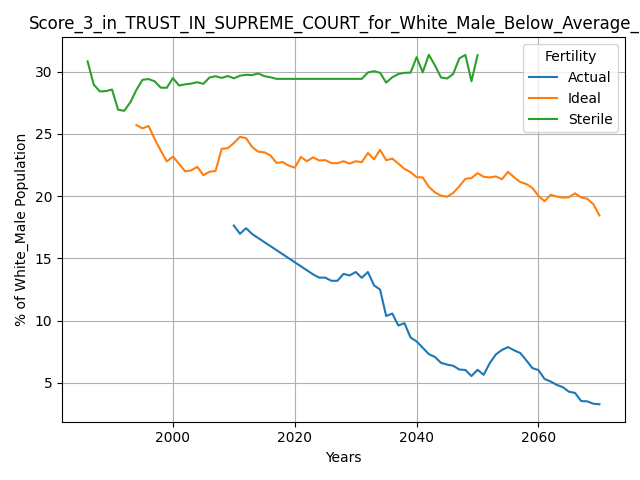 Score_3_in_TRUST_IN_SUPREME_COURT_for_White_Male_Below_Average_
Fertility
Actual
Ideal
Sterile
% of White_Male Population
30
25
20
15
10
5
2000 2020 2040 2060
Years